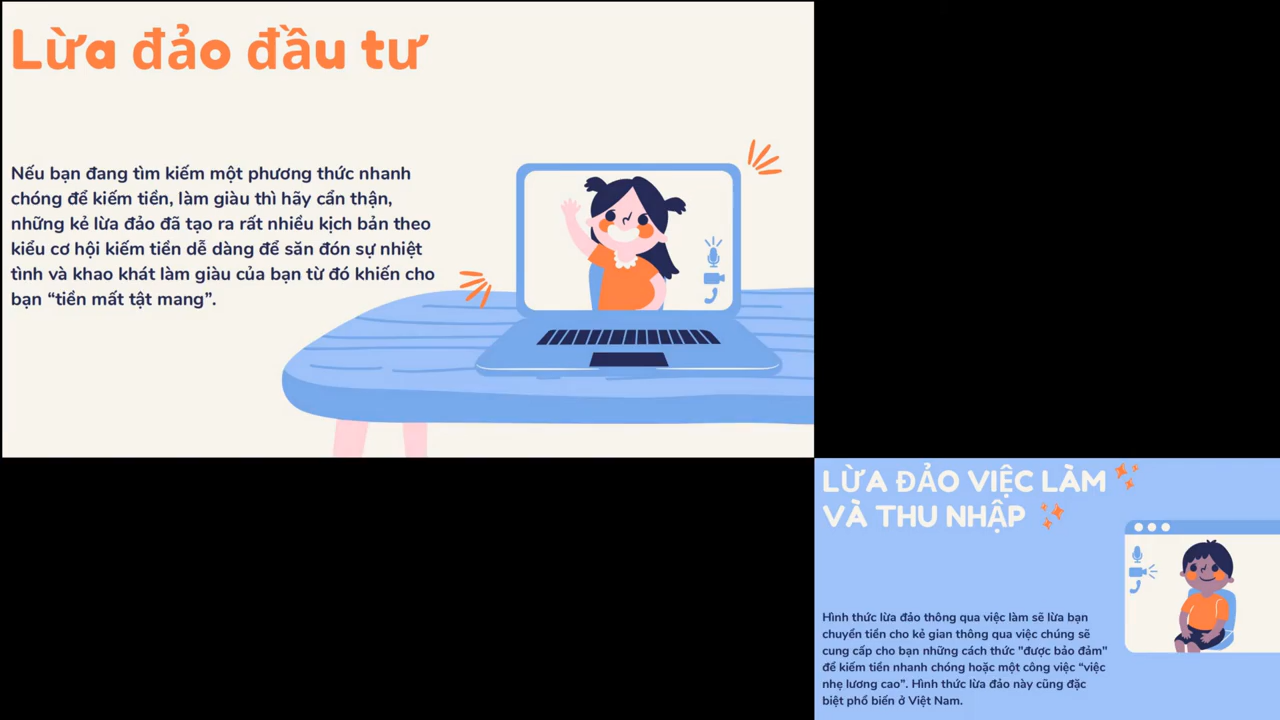 Lừa đảo đầu tư
Nếu bạn đang tìm kiếm một phương thức nhanh
chóng để kiếm tiền, làm giàu thì hãy cẩn thận,
những kẻ lừa đảo đã tạo ra rất nhiều kịch bản theo
kiểu cơ hội kiếm tiền dễ dàng để săn đón sự nhiệt
tình và khao khát làm giàu của bạn từ đó khiến cho
bạn “tiền mất tật mang”.
LỪA ĐẢO VIỆC LÀM
VÀ THU NHẬP
Hình thức lừa đảo thông qua việc làm sẽ lừa bạn
chuyển tiền cho kẻ gian thông qua việc chúng sẽ
cung cấp cho bạn những cách thức "được bảo đảm"
để kiếm tiền nhanh chóng hoặc một công việc “việc
nhẹ lương cao”. Hình thức lừa đảo này cũng đặc
biệt phổ biến ở Việt Nam.